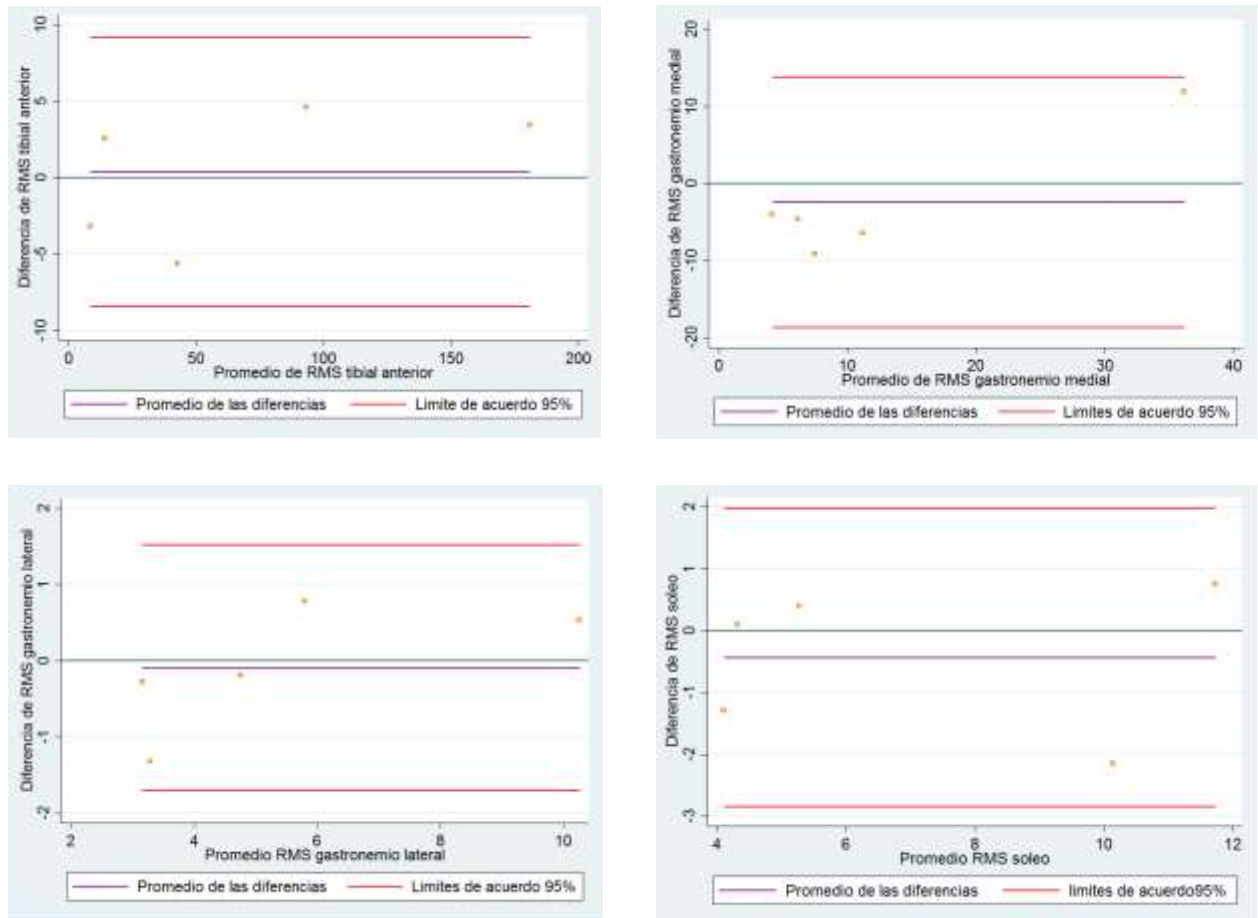 Diferencia de RMS tibial anterior
10
5
0
-5
-10
0 50 100 150 200
Promedio de RMS tibial anterior
Promedio de las diferencias Limite de acuerdo 95%
Diferencia de RMS gastronemio medial
20
10
0
-10
-20
0 10 20 30 40
Promedio de RMS gastronemio medial
Promedio de las diferencias Limites de acuerdo 95%
Diferencia de RMS gastronemio lateral
2
1
0
-1
-2
2 4 6 8 10
Promedio RMS gastronemio lateral
Promedio de las diferencias Limites de acuerdo 95%
Diferencia de RMS soleo
2
1
0
-1
-2
-3
4 6 8 10 12
Promedio RMS soleo
Promedio de las diferencias limites de acuerdo95%